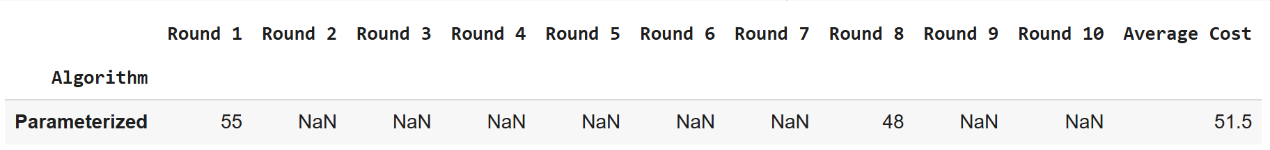 Round 1 Round 2 Round 3 Round 4 Round 5 Round 6 Round 7 Round 8 Round 9 Round 10 Average Cost
Algorithm
Parameterized 55 NaN NaN NaN NaN NaN NaN 48 NaN NaN 51.5